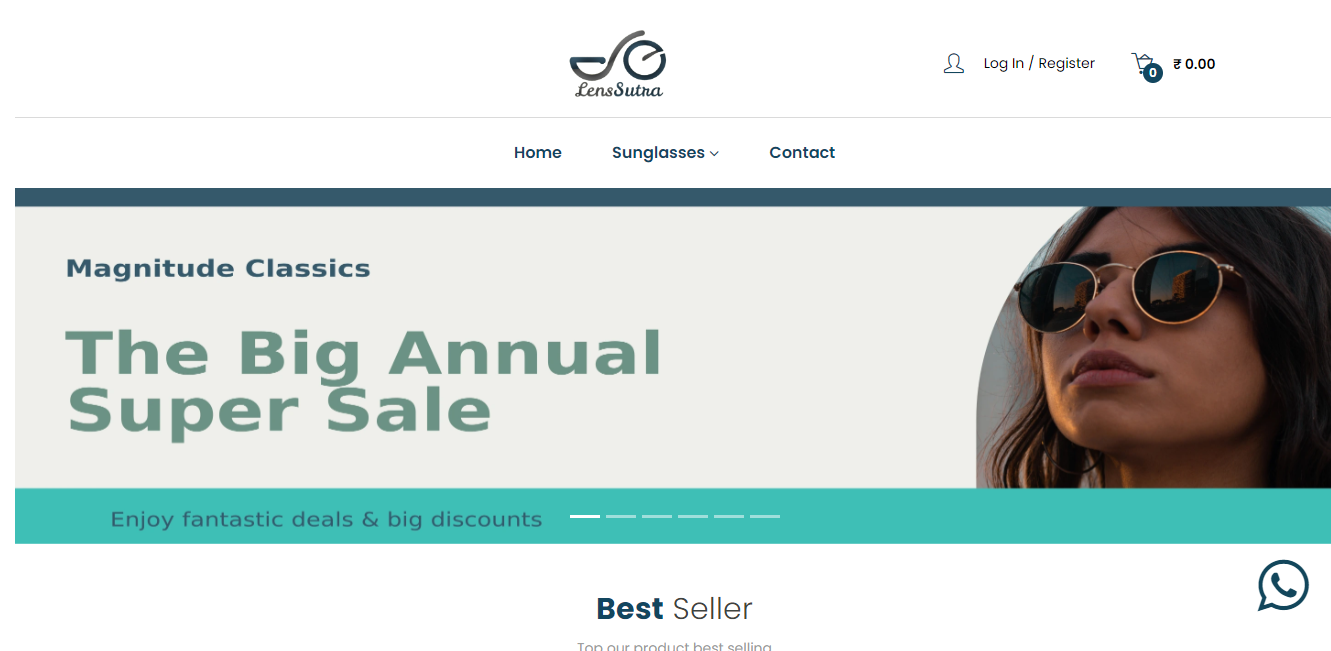 LensSutra
Log In / Register
0
₹ 0.00
Home
Sunglasses
Contact
Magnitude Classics
The Big Annual
Super Sale
Enjoy fantastic deals & big discounts
Best Seller
Top our product best selling